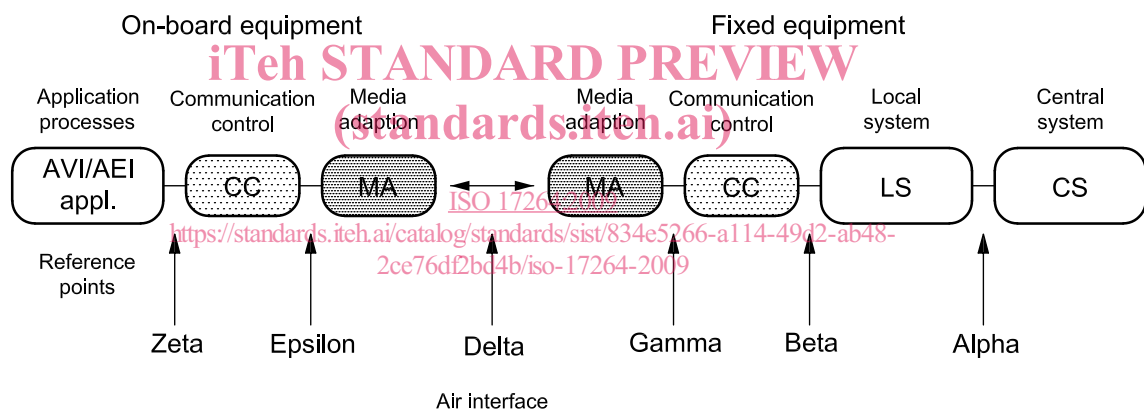 On-board equipment
Fixed equipment
iTeh STANDARD PREVIEW
(standards.iteh.ai)
Application
processes
Communication
control
Media
adaption
Media
adaption
Communication
control
Local
system
Central
system
AVI/AEI
appl.
CC
MA
MA
CC
LS
CS
ISO 17264:2009
https://standards.iteh.ai/catalog/standards/sist/834e5266-a114-49d2-ab48-
2ce76df2bd4b/iso-17264-2009
Reference
points
Zeta
Epsilon
Delta
Gamma
Beta
Alpha
Air interface